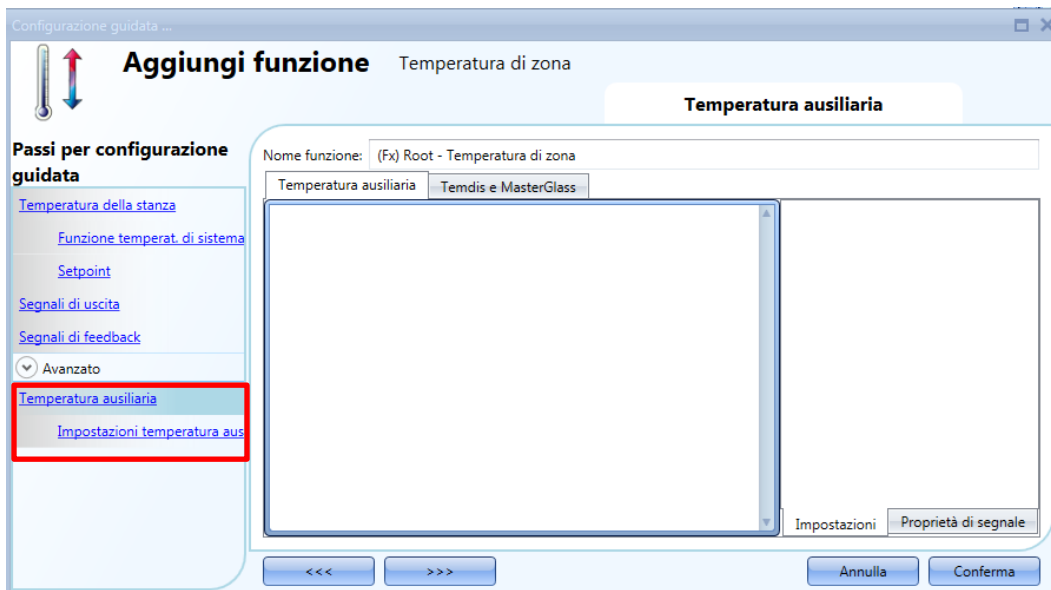 Configurazione guidata ...
Aggiungi funzione Temperatura di zona
Temperatura ausiliaria
Passi per configurazione
guidata
Temperatura della stanza
Funzione temperat. di sistema
Setpoint
Segnali di uscita
Segnali di feedback
Avanzato
Temperatura ausiliaria
Impostazioni temperatura aus
Nome funzione: (Fx) Root - Temperatura di zona
Temperatura ausiliaria Temdis e MasterGlass
Impostazioni Proprietà di segnale
<<< >>> Annulla Conferma